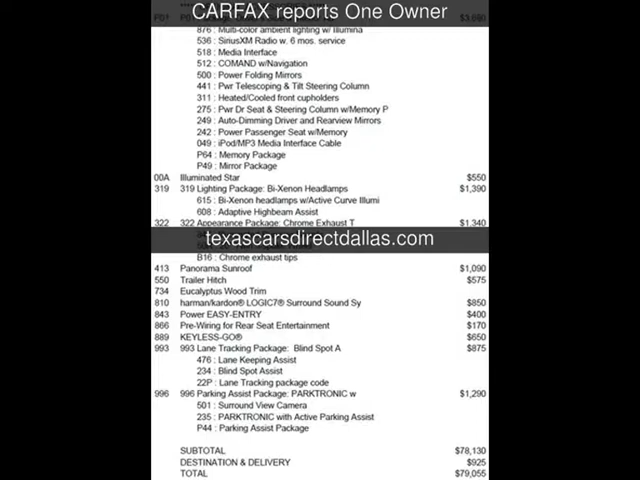 CARFAX reports One Owner
876 : Multi-color ambient lighting w/ Illumina
536 : SiriusXM Radio w. 6 mos. service
518 : Media Interface
512 : COMAND w/Navigation
500 : Power Folding Mirrors
441 : Pwr Telescoping & Tilt Steering Column
311 : Heated/Cooled front cupholders
275 : Pwr Dr Seat & Steering Column w/Memory P
249 : Auto-Dimming Driver and Rearview Mirrors
242 : Power Passenger Seat w/Memory
049 : iPod/MP3 Media Interface Cable
P64 : Memory Package
P49 : Mirror Package
00A Illuminated Star $550
319 319 Lighting Package: Bi-Xenon Headlamps $1,390
615 : Bi-Xenon headlamps w/Active Curve Illumi
608 : Adaptive Highbeam Assist
322 322 Appearance Package: Chrome Exhaust T $1,340
texascarsdirectdallas.com
B16 : Chrome exhaust tips
413 Panorama Sunroof $1,090
550 Trailer Hitch $575
734 Eucalyptus Wood Trim
810 harman/kardon® LOGIC7® Surround Sound Sy $850
843 Power EASY-ENTRY $400
866 Pre-Wiring for Rear Seat Entertainment $170
889 KEYLESS-GO® $650
993 993 Lane Tracking Package: Blind Spot A $875
476 : Lane Keeping Assist
234 : Blind Spot Assist
22P : Lane Tracking package code
996 996 Parking Assist Package: PARKTRONIC w $1,290
501 : Surround View Camera
235 : PARKTRONIC with Active Parking Assist
P44 : Parking Assist Package
SUBTOTAL $78,130
DESTINATION & DELIVERY $925
TOTAL $79,055